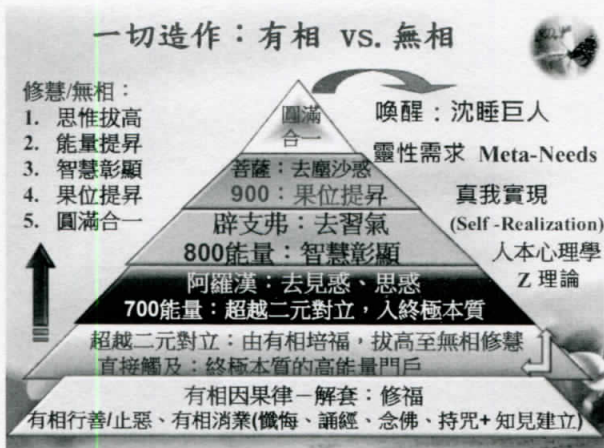 一切造作：有相 vs. 無相
修慧/無相：
1. 思惟拔高
2. 能量提昇
3. 智慧彰顯
4. 果位提昇
5. 圓滿合一
圓滿
合一
菩薩：去塵沙惑
900：果位提昇
辟支弗：去習氣
800能量：智慧彰顯
阿羅漢：去見惑、思惑
700能量：超越二元對立，入終極本質
超越二元對立：由有相培福，拔高至無相修慧
直接觸及：終極本質的高能量門戶
有相因果律－解套：修福
有相行善/止惡、有相消業(懺悔、誦經、念佛、持咒+ 知見建立)
喚醒：沈睡巨人
靈性需求 Meta-Needs
真我實現
(Self -Realization)
人本心理學
Z 理論